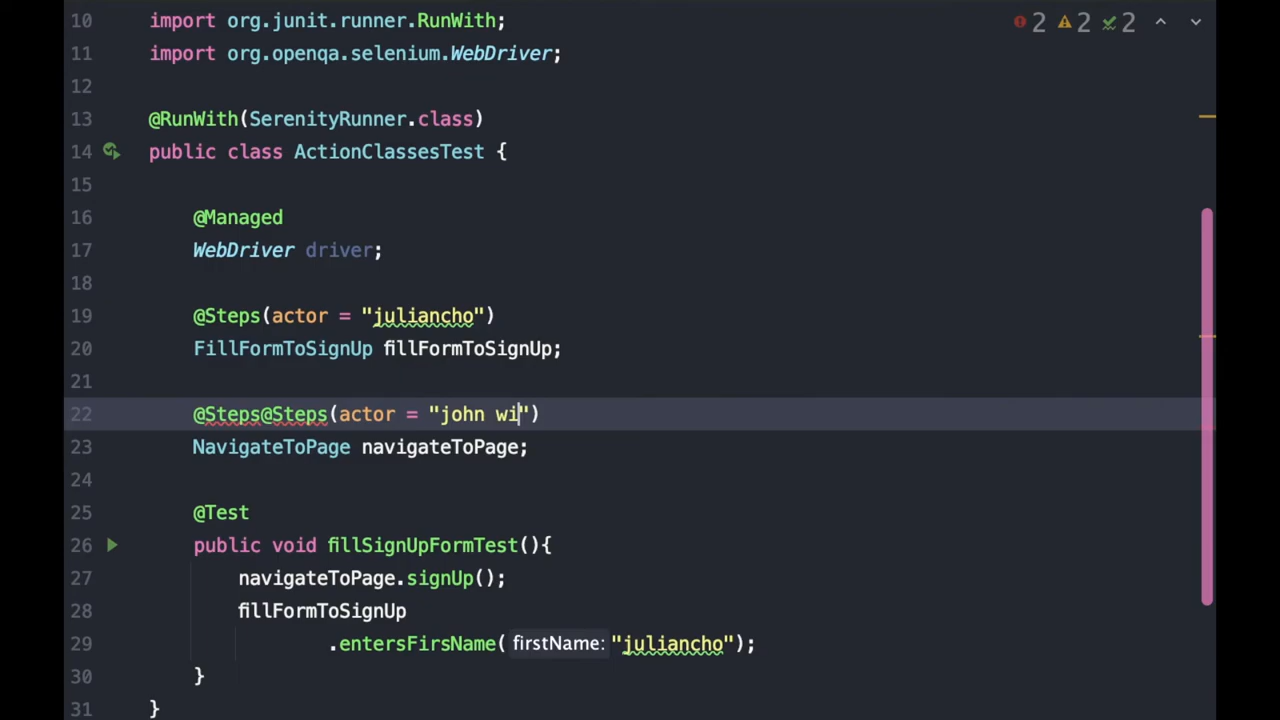 10 import org.junit.runner.RunWith; 2 2 2
11 import org.openqa.selenium.WebDriver;
12
13 @RunWith(SerenityRunner.class)
14 public class ActionClassesTest {
15
16 @Managed
17 WebDriver driver;
18
19 @Steps(actor = "juliancho")
20 FillFormToSignUp fillFormToSignUp;
21
22 @Steps@Steps(actor = "john wi")
23 NavigateToPage navigateToPage;
24
25 @Test
26 public void fillSignUpFormTest(){
27 navigateToPage.signUp();
28 fillFormToSignUp
29 .entersFirsName( firstName: "juliancho");
30 }
31 }